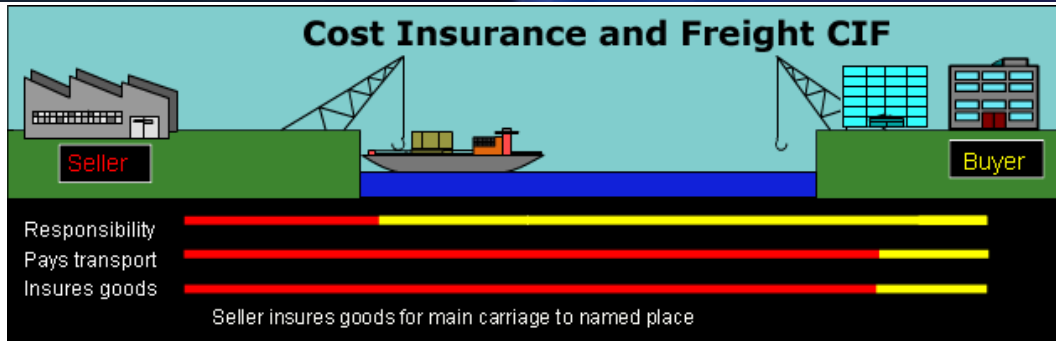 Cost Insurance and Freight CIF
Seller
Buyer
Responsibility
Pays transport
Insures goods
Seller insures goods for main carriage to named place